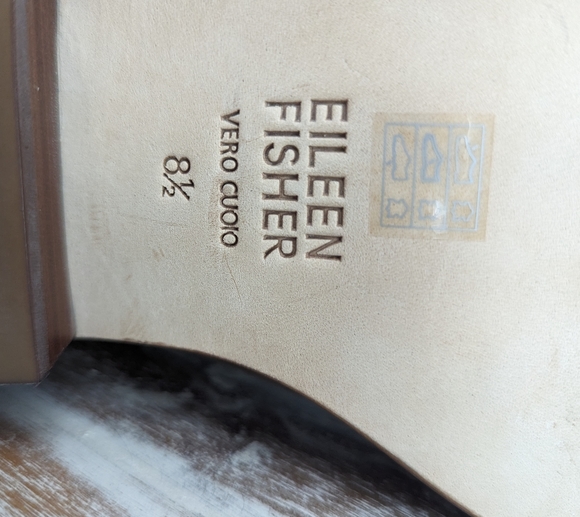 EILEEN
FISHER
VERO CUOIO
8½